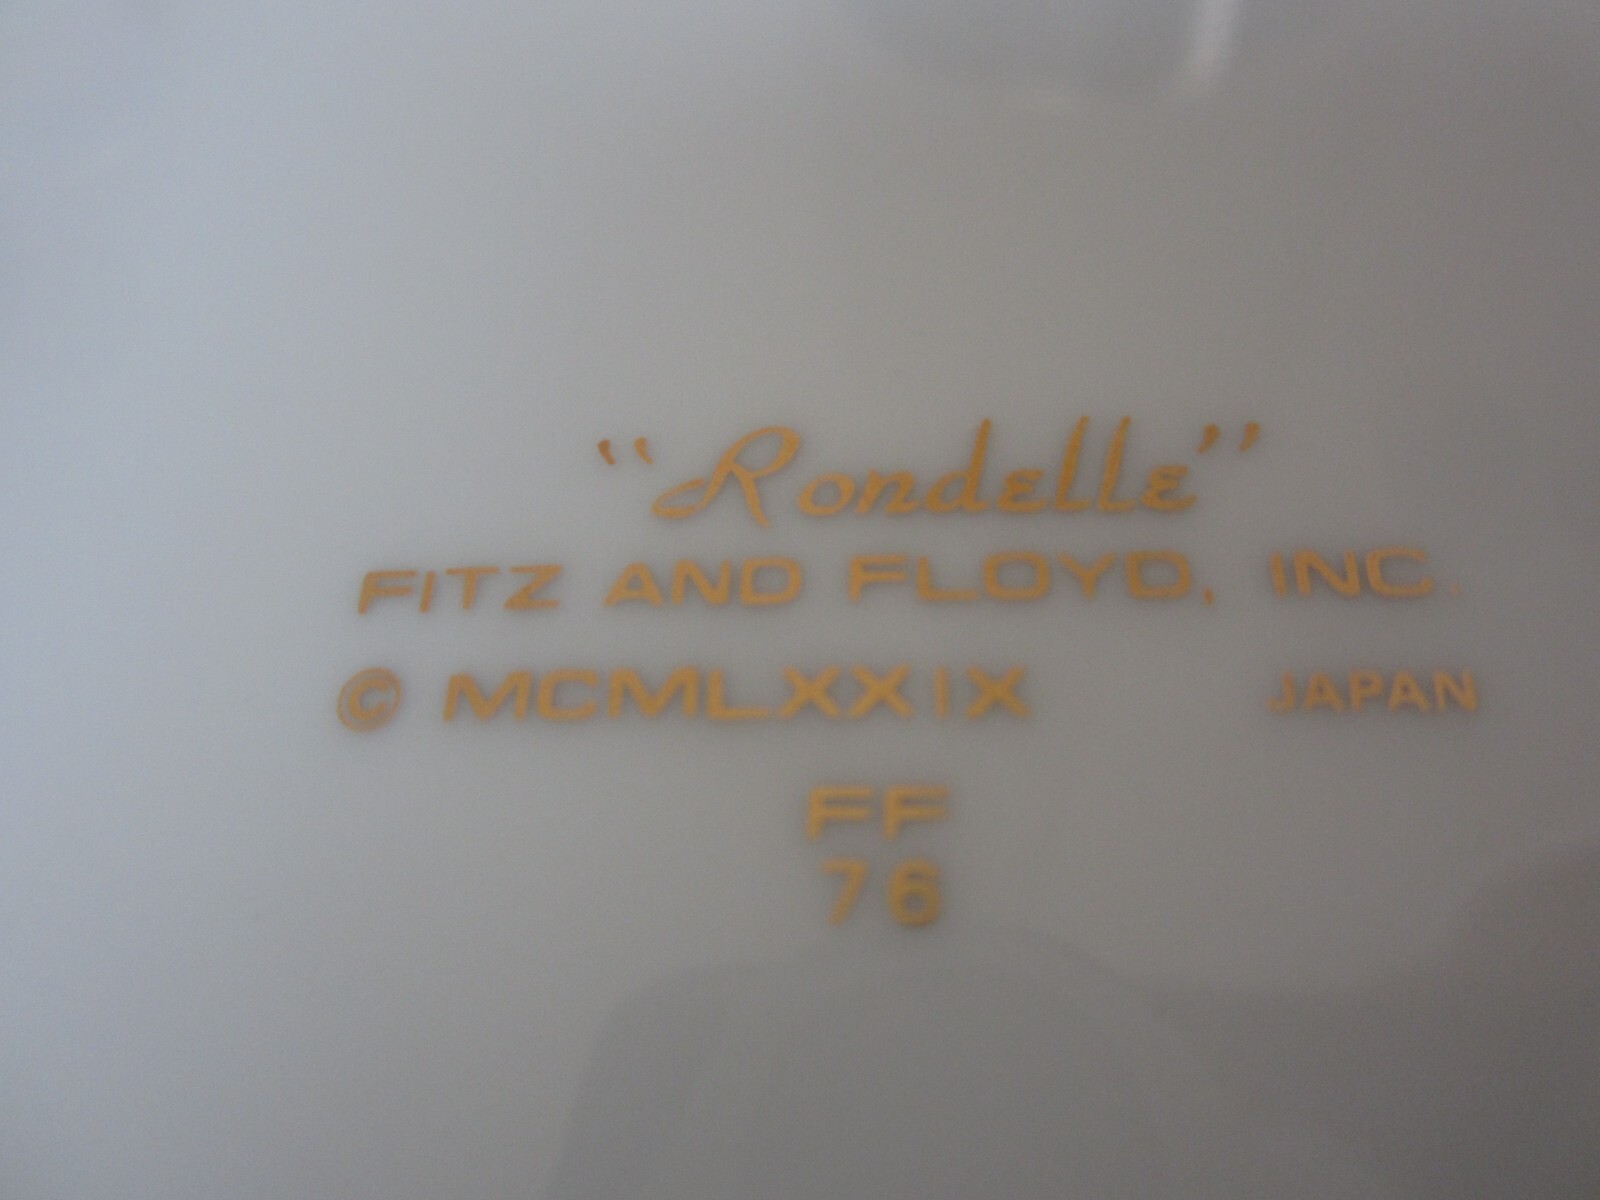 "Rondelle"
FITZ AND FLOYD, INC.
© MCMLXXIX JAPAN
FF
76